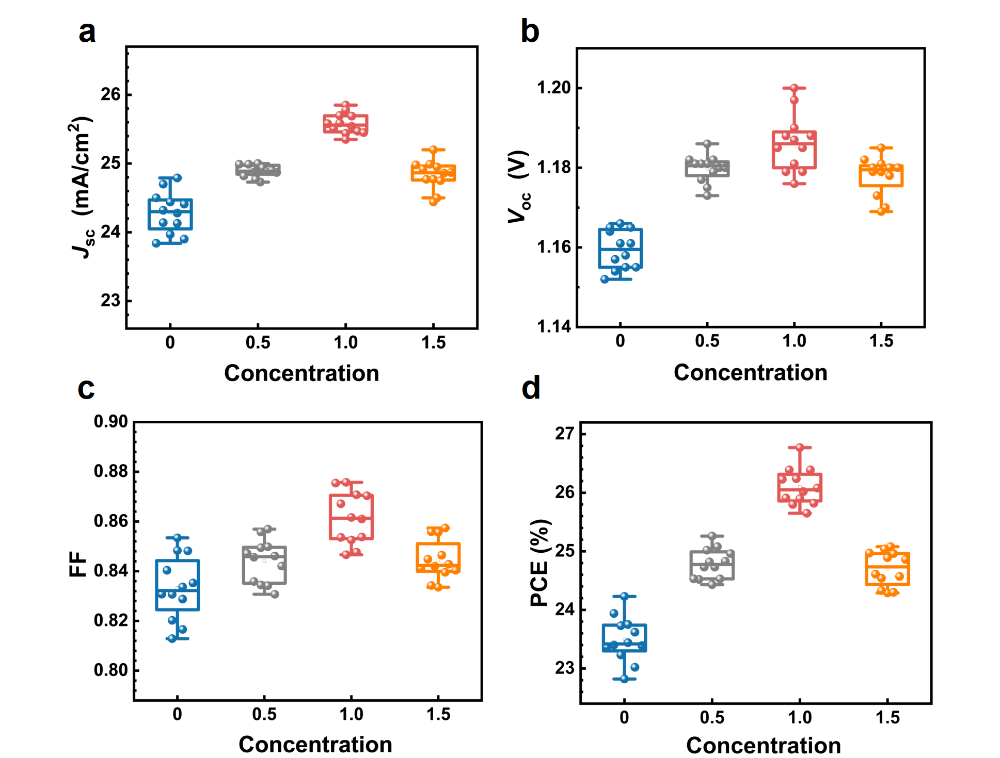 a
26
25
24
23
Jsc (mA/cm²)
0 0.5 1.0 1.5
Concentration
b
1.20
1.18
1.16
1.14
Voc (V)
0 0.5 1.0 1.5
Concentration
c
0.90
0.88
0.86
0.84
0.82
0.80
FF
0 0.5 1.0 1.5
Concentration
d
27
26
25
24
23
PCE (%)
0 0.5 1.0 1.5
Concentration